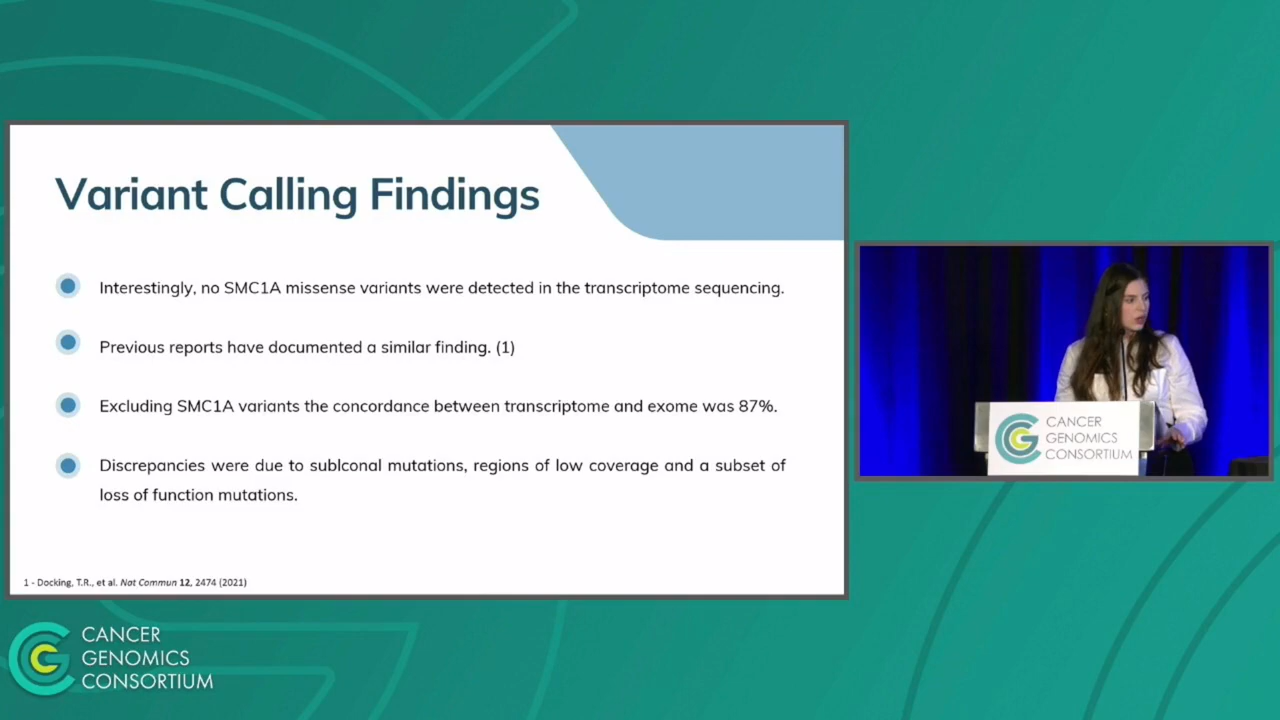 Variant Calling Findings
Interestingly, no SMC1A missense variants were detected in the transcriptome sequencing.
Previous reports have documented a similar finding. (1)
Excluding SMC1A variants the concordance between transcriptome and exome was 87%.
Discrepancies were due to sublconal mutations, regions of low coverage and a subset of
loss of function mutations.
1 - Docking, T.R., et al. Nat Commun 12, 2474 (2021)
CANCER
GENOMICS
CONSORTIUM
CANCER
GENOMICS
CONSORTIUM